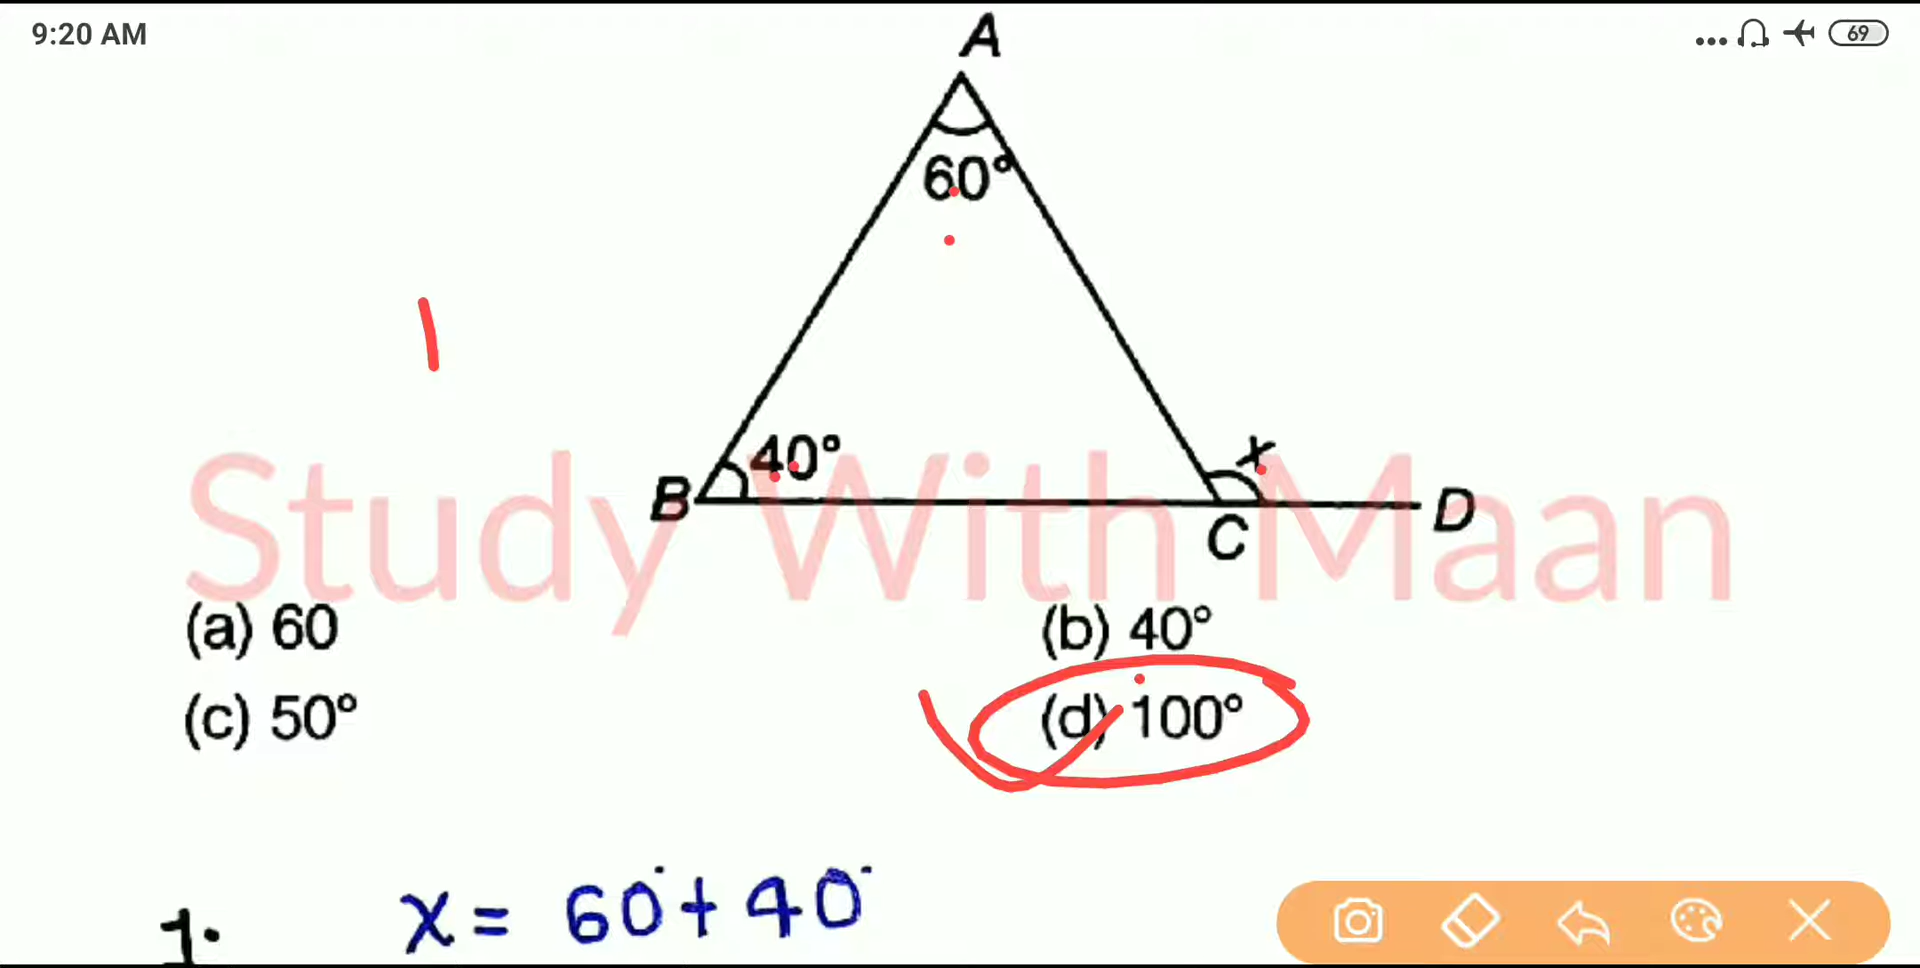 9:20 AM
69
A
60°
40°
x
B
C
D
Study With Maan
(a) 60
(b) 40°
(c) 50°
(d) 100°
x = 60° + 40°
1.